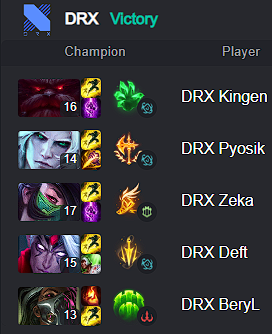 DRX Victory
Champion Player
16 DRX Kingen
14 DRX Pyosik
17 DRX Zeka
15 DRX Deft
13 DRX BeryL